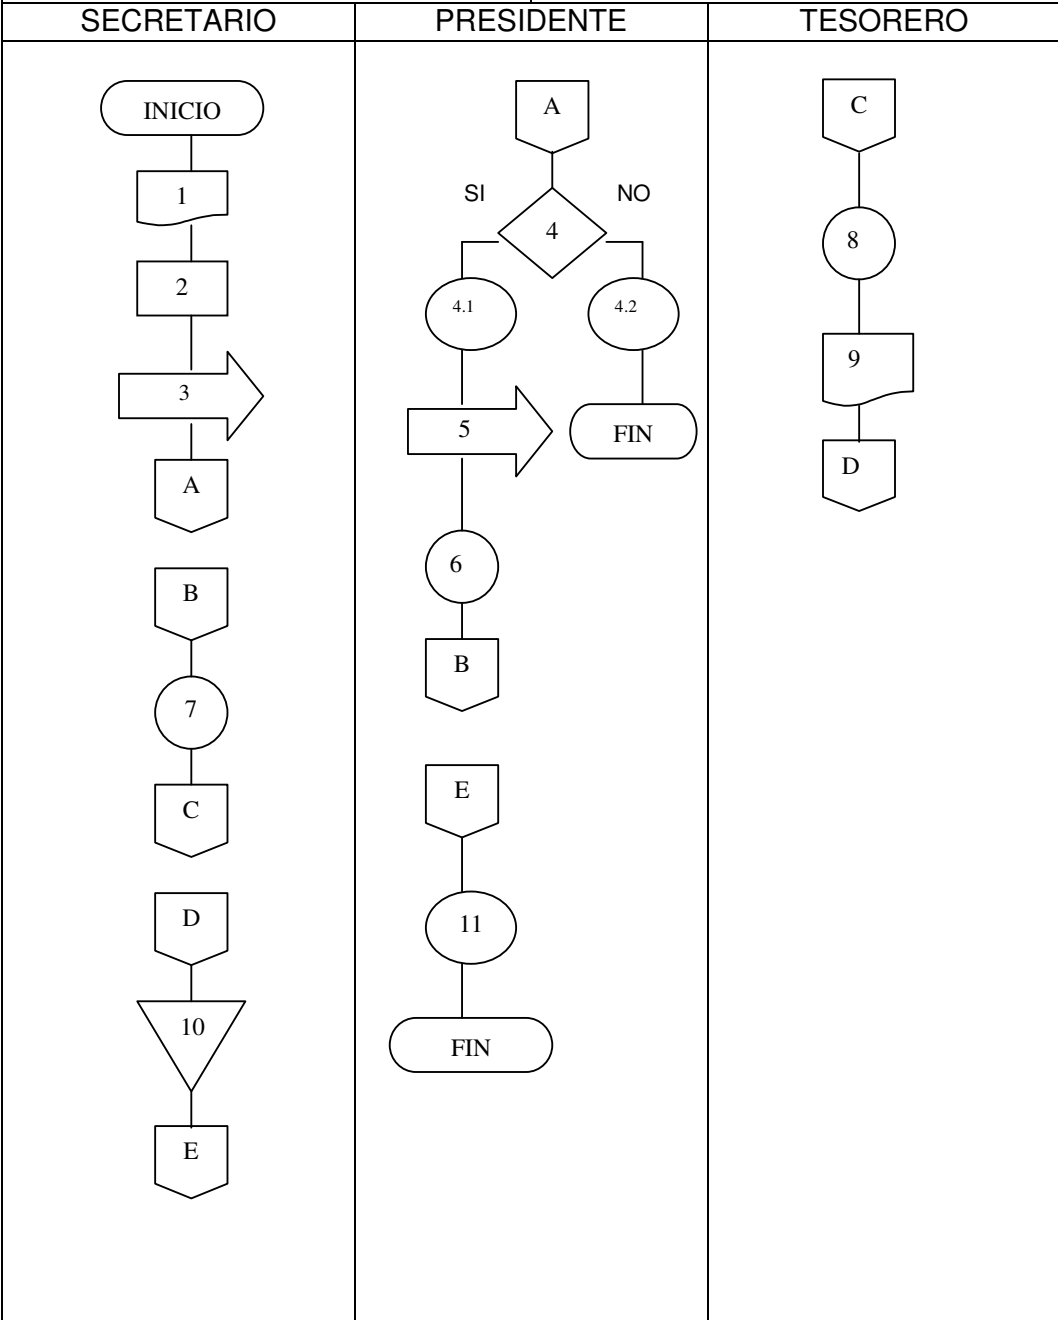 SECRETARIO
PRESIDENTE
TESORERO
INICIO
1
2
3
A
B
7
C
D
10
E
A
SI
NO
4
4.1
4.2
5
FIN
6
B
E
11
FIN
C
8
9
D